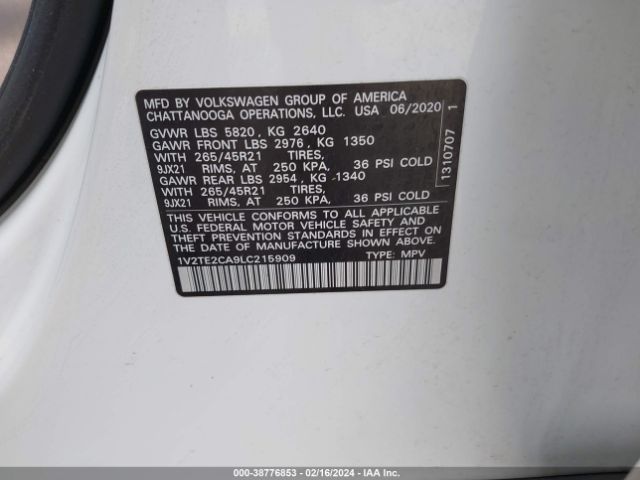 MFD BY VOLKSWAGEN GROUP OF AMERICA
CHATTANOOGA OPERATIONS, LLC. USA 06/2020
GVWR LBS 5820, KG 2640
GAWR FRONT LBS 2976, KG 1350
WITH 265/45R21 TIRES,
9JX21 RIMS, AT 250 KPA, 36 PSI COLD
GAWR REAR LBS 2954, KG 1340
WITH 265/45R21 TIRES,
9JX21 RIMS, AT 250 KPA, 36 PSI COLD
THIS VEHICLE CONFORMS TO ALL APPLICABLE
U.S. FEDERAL MOTOR VEHICLE SAFETY AND
THEFT PREVENTION STANDARDS IN EFFECT ON THE
DATE OF MANUFACTURE SHOWN ABOVE.
1V2TE2CA9LC215909 TYPE: MPV
1310707 1
© - 38776853 - 02/16/2024 - IAA Inc.